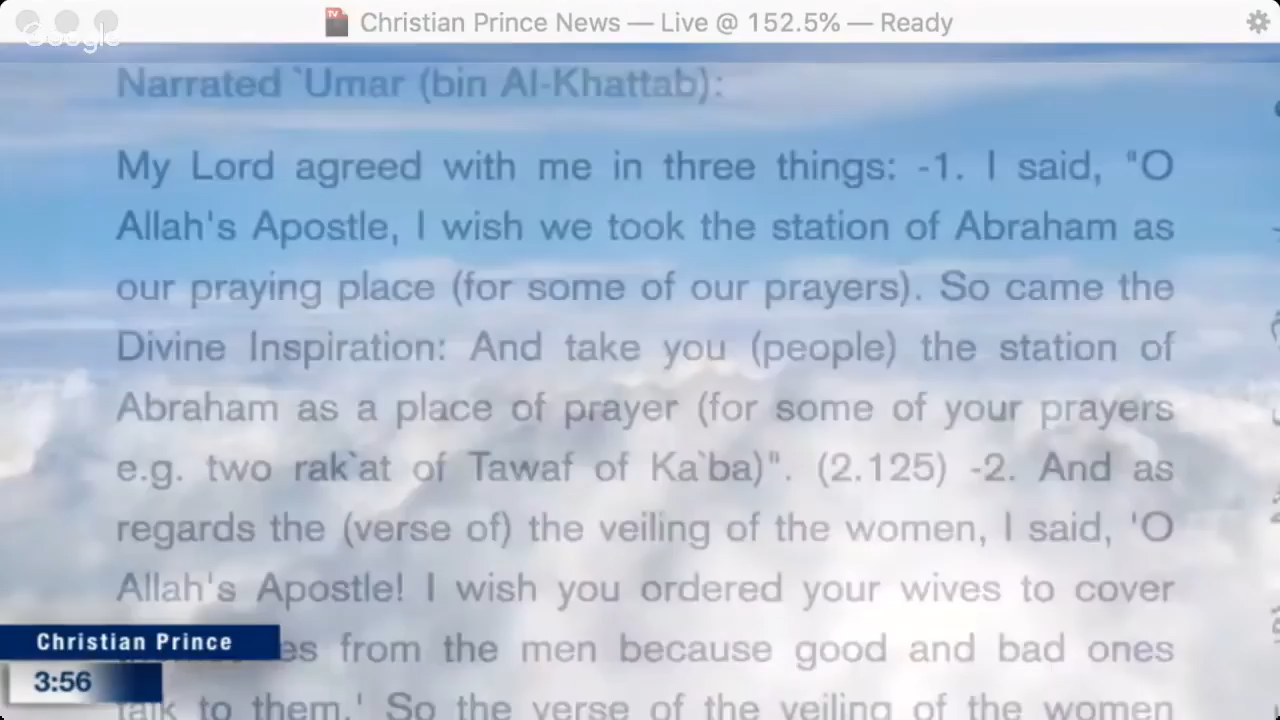 Christian Prince News — Live @ 152.5% — Ready
Google
Narrated `Umar (bin Al-Khattab):
My Lord agreed with me in three things: -1. I said, "O
Allah's Apostle, I wish we took the station of Abraham as
our praying place (for some of our prayers). So came the
Divine Inspiration: And take you (people) the station of
Abraham as a place of prayer (for some of your prayers
e.g. two rak`at of Tawaf of Ka`ba)". (2.125) -2. And as
regards the (verse of) the veiling of the women, I said, 'O
Allah's Apostle! I wish you ordered your wives to cover
from the men because good and bad ones
talk to them.' So the verse of the veiling of the women
Christian Prince
3:56